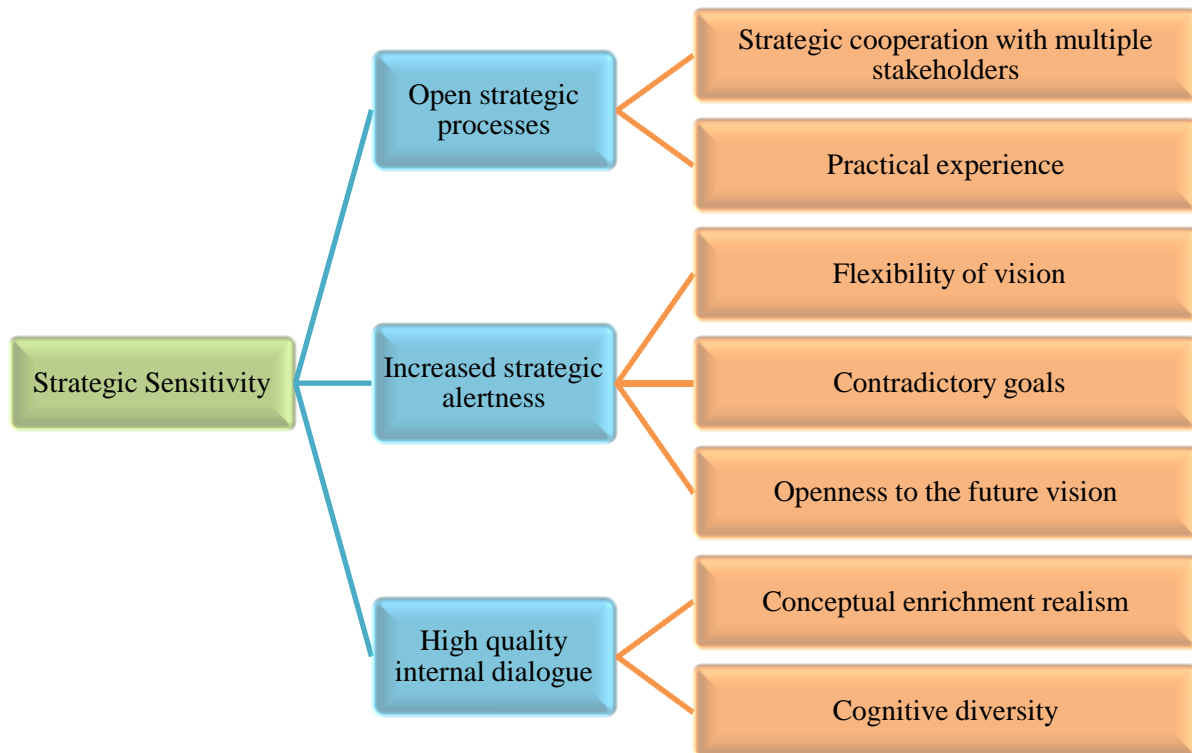 Strategic Sensitivity
Open strategic
processes
Strategic cooperation with multiple
stakeholders
Practical experience
Increased strategic
alertness
Flexibility of vision
Contradictory goals
Openness to the future vision
High quality
internal dialogue
Conceptual enrichment realism
Cognitive diversity